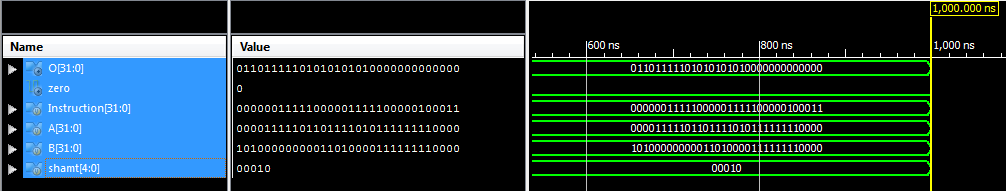 1,000.000 ns
Name Value 600 ns 800 ns 1,000 ns
O[31:0] 01101111101010101010000000000000 01101111101010101010000000000000
zero 0
Instruction[31:0] 00000011111000001111100000100011 00000011111000001111100000100011
A[31:0] 00001111101101111010111111110000 00001111101101111010111111110000
B[31:0] 10100000000011010000111111110000 10100000000011010000111111110000
shamt[4:0] 00010 00010